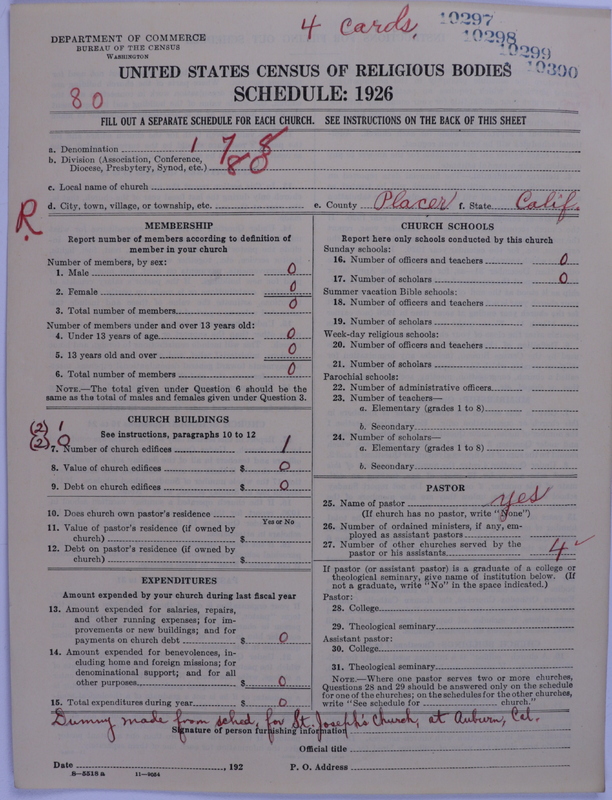 4 cards.
10297
10298
10299
10300
DEPARTMENT OF COMMERCE
BUREAU OF THE CENSUS
WASHINGTON
UNITED STATES CENSUS OF RELIGIOUS BODIES
80
SCHEDULE: 1926
FILL OUT A SEPARATE SCHEDULE FOR EACH CHURCH. SEE INSTRUCTIONS ON THE BACK OF THIS SHEET
a. Denomination 1 78
b. Division (Association, Conference, Diocese, Presbytery, Synod, etc.) 88
c. Local name of church
d. City, town, village, or township, etc. e. County Placer f. State Calif.
R.
MEMBERSHIP
Report number of members according to definition of
member in your church
Number of members, by sex:
1. Male 0
2. Female 0
3. Total number of members 0
Number of members under and over 13 years old:
4. Under 13 years of age 0
5. 13 years old and over 0
6. Total number of members 0
NOTE.—The total given under Question 6 should be the
same as the total of males and females given under Question 3.
CHURCH BUILDINGS
(2) 1
See instructions, paragraphs 10 to 12
(2) 0
7. Number of church edifices 1
8. Value of church edifices $ 0
9. Debt on church edifices $ 0
10. Does church own pastor's residence
Yes or No
11. Value of pastor's residence (if owned by
church) $
12. Debt on pastor's residence (if owned by
church) $
EXPENDITURES
Amount expended by your church during last fiscal year
13. Amount expended for salaries, repairs,
and other running expenses; for im-
provements or new buildings; and for
payments on church debt $ 0
14. Amount expended for benevolences, in-
cluding home and foreign missions; for
denominational support; and for all
other purposes $ 0
15. Total expenditures during year $ 0
CHURCH SCHOOLS
Report here only schools conducted by this church
Sunday schools:
16. Number of officers and teachers 0
17. Number of scholars 0
Summer vacation Bible schools:
18. Number of officers and teachers
19. Number of scholars
Week-day religious schools:
20. Number of officers and teachers
21. Number of scholars
Parochial schools:
22. Number of administrative officers
23. Number of teachers—
a. Elementary (grades 1 to 8)
b. Secondary
24. Number of scholars—
a. Elementary (grades 1 to 8)
b. Secondary
PASTOR
25. Name of pastor yes
(If church has no pastor, write "None")
26. Number of ordained ministers, if any, em-
ployed as assistant pastors
27. Number of other churches served by the
pastor or his assistants 4 ✓
If pastor (or assistant pastor) is a graduate of a college or
theological seminary, give name of institution below. (If
not a graduate, write "No" in the space indicated.)
Pastor:
28. College
29. Theological seminary
Assistant pastor:
30. College
31. Theological seminary
NOTE.—Where one pastor serves two or more churches,
Questions 28 and 29 should be answered only on the schedule
for one of the churches; on the schedules for the other churches,
write "See schedule for church."
Dummy made from sched, for St. Joseph's Church, at Auburn, Cal.
Signature of person furnishing information
Official title
Date , 192 P. O. Address
B—5518 a 11—9064